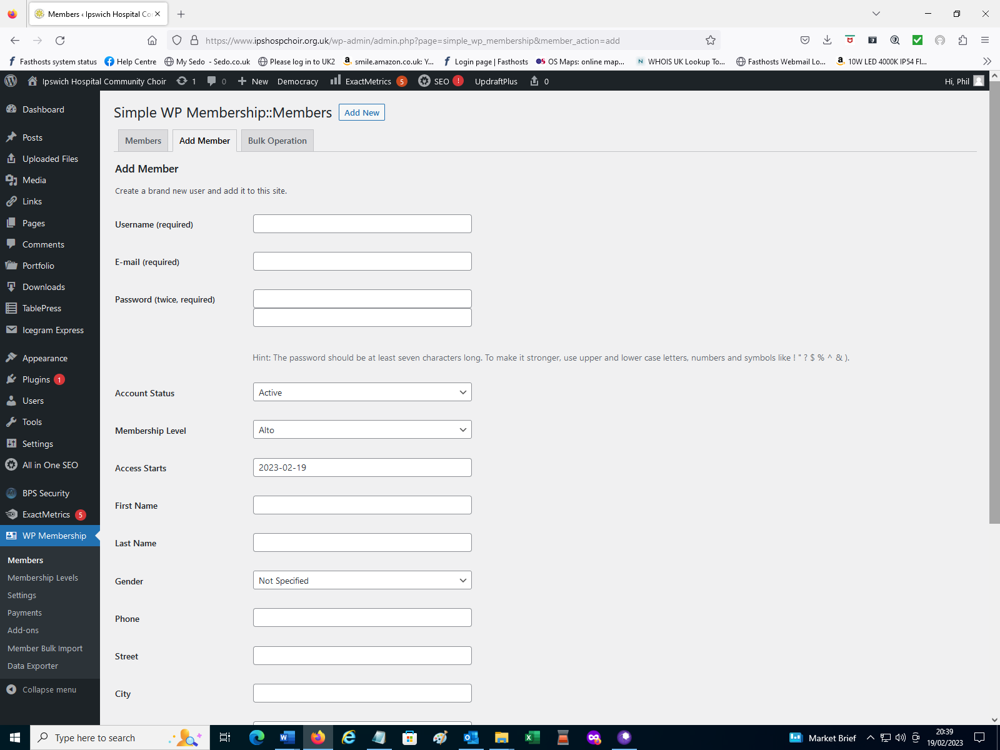 Members ‹ Ipswich Hospital Co
https://www.ipshospchoir.org.uk/wp-admin/admin.php?page=simple_wp_membership&member_action=add
Fasthosts system status Help Centre My Sedo - Sedo.co.uk Please log in to UK2 smile.amazon.co.uk: Y... Login page | Fasthosts OS Maps: online map... WHOIS UK Lookup To... Fasthosts Webmail Lo... 10W LED 4000K IP54 Fl...
Ipswich Hospital Community Choir 1 0 New Democracy ExactMetrics 5 SEO ! UpdraftPlus 0 Hi, Phil
Dashboard
Posts
Uploaded Files
Media
Links
Pages
Comments
Portfolio
Downloads
TablePress
Icegram Express
Appearance
Plugins 1
Users
Tools
Settings
All in One SEO
BPS Security
ExactMetrics 5
WP Membership
Members
Membership Levels
Settings
Payments
Add-ons
Member Bulk Import
Data Exporter
Collapse menu
Simple WP Membership::Members Add New
Members Add Member Bulk Operation
Add Member
Create a brand new user and add it to this site.
Username (required)
E-mail (required)
Password (twice, required)
Hint: The password should be at least seven characters long. To make it stronger, use upper and lower case letters, numbers and symbols like ! " ? $ % ^ & ).
Account Status Active
Membership Level Alto
Access Starts 2023-02-19
First Name
Last Name
Gender Not Specified
Phone
Street
City
Type here to search
Market Brief
20:39
19/02/2023